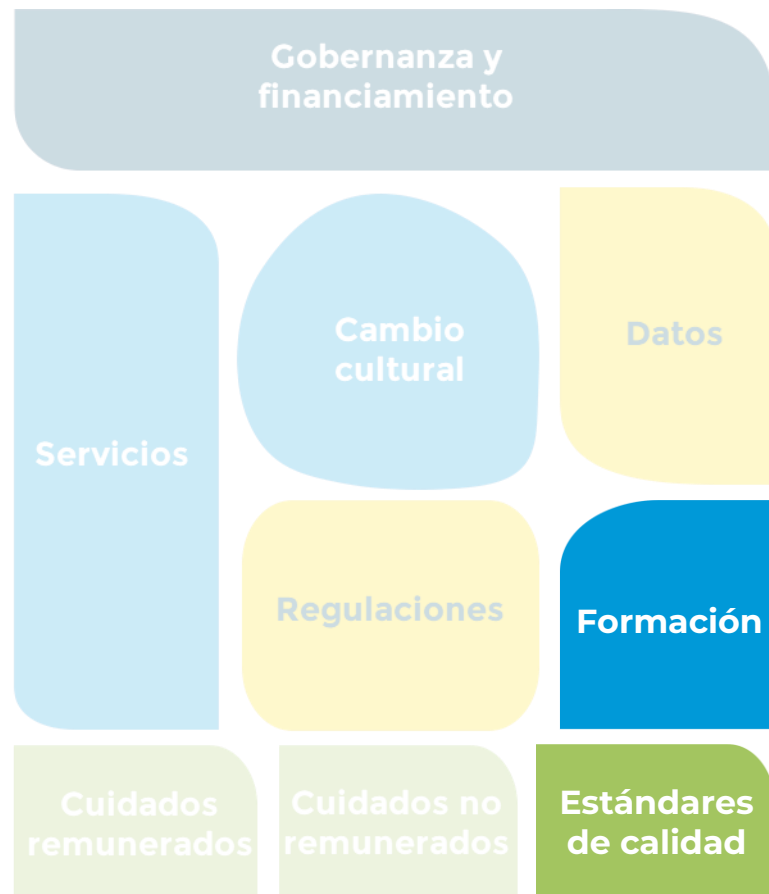 Gobernanza y
financiamiento
Cambio
cultural
Datos
Servicios
Regulaciones
Formación
Cuidados
remunerados
Cuidados no
remunerados
Estándares
de calidad